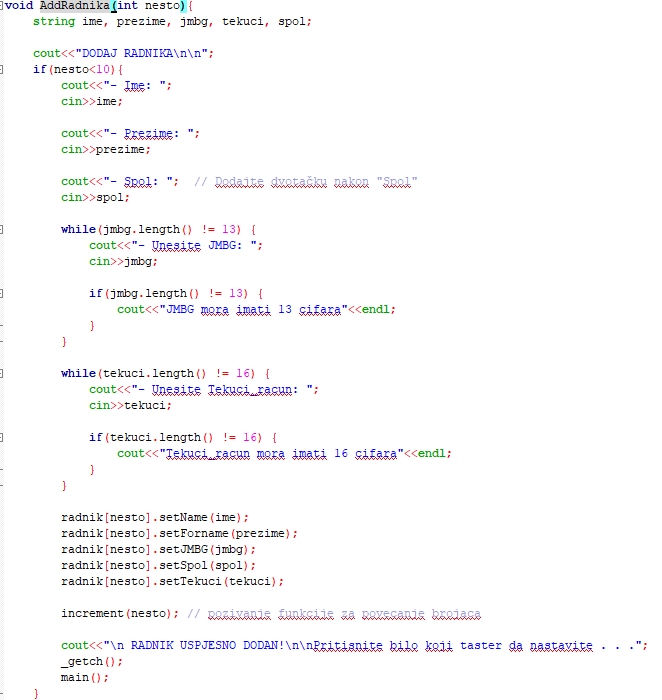 void AddRadnika(int nesto){
string ime, prezime, jmbg, tekuci, spol;
cout<<"DODAJ RADNIKA\n\n";
if(nesto<10){
cout<<"- Ime: ";
cin>>ime;
cout<<"- Prezime: ";
cin>>prezime;
cout<<"- Spol: ";  // Dodajte dvotačku nakon "Spol"
cin>>spol;
while(jmbg.length() != 13) {
cout<<"- Unesite JMBG: ";
cin>>jmbg;
if(jmbg.length() != 13) {
cout<<"JMBG mora imati 13 cifara"<<endl;
}
}
while(tekuci.length() != 16) {
cout<<"- Unesite Tekuci_racun: ";
cin>>tekuci;
if(tekuci.length() != 16) {
cout<<"Tekuci_racun mora imati 16 cifara"<<endl;
}
}
radnik[nesto].setName(ime);
radnik[nesto].setForname(prezime);
radnik[nesto].setJMBG(jmbg);
radnik[nesto].setSpol(spol);
radnik[nesto].setTekuci(tekuci);
increment(nesto); // pozivanje funkcije za povecanje brojaca
cout<<"\n RADNIK USPJESNO DODAN!\n\nPritisnite bilo koji taster da nastavite . . .";
_getch();
main();
}